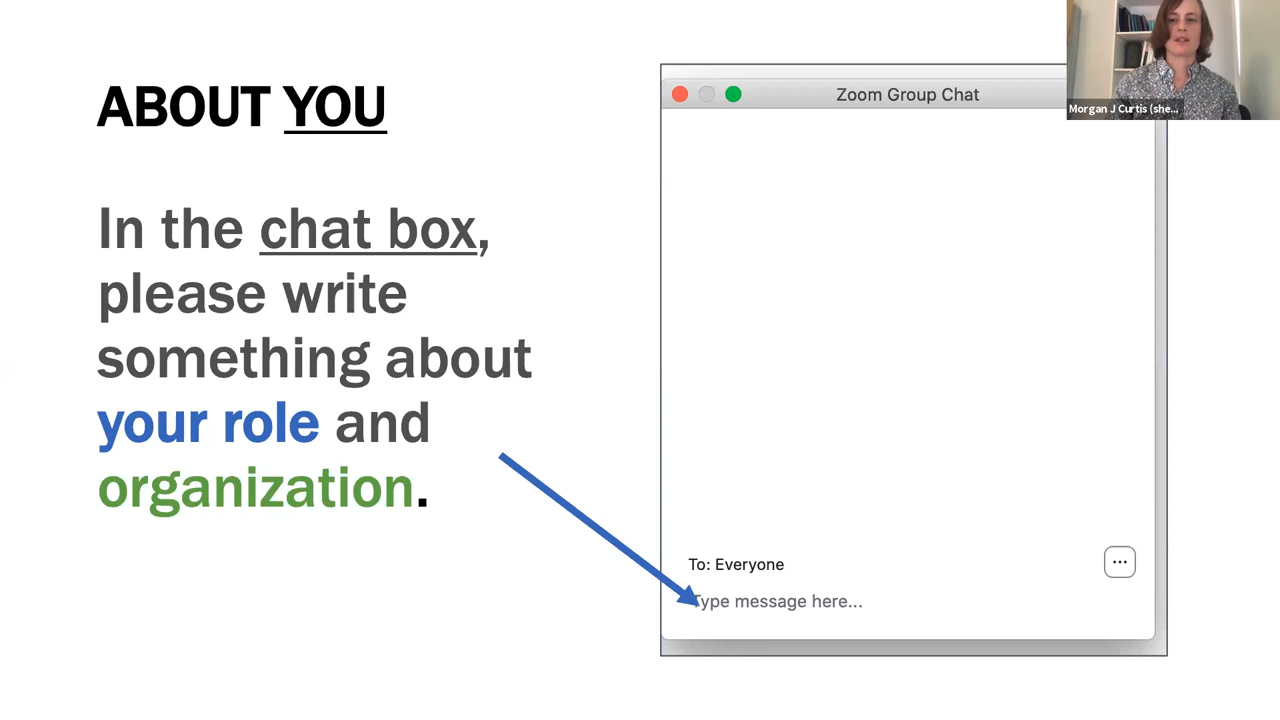 ABOUT YOU
In the chat box,
please write
something about
your role and
organization.
Zoom Group Chat
Morgan J Curtis (she...
To: Everyone
...
Type message here...